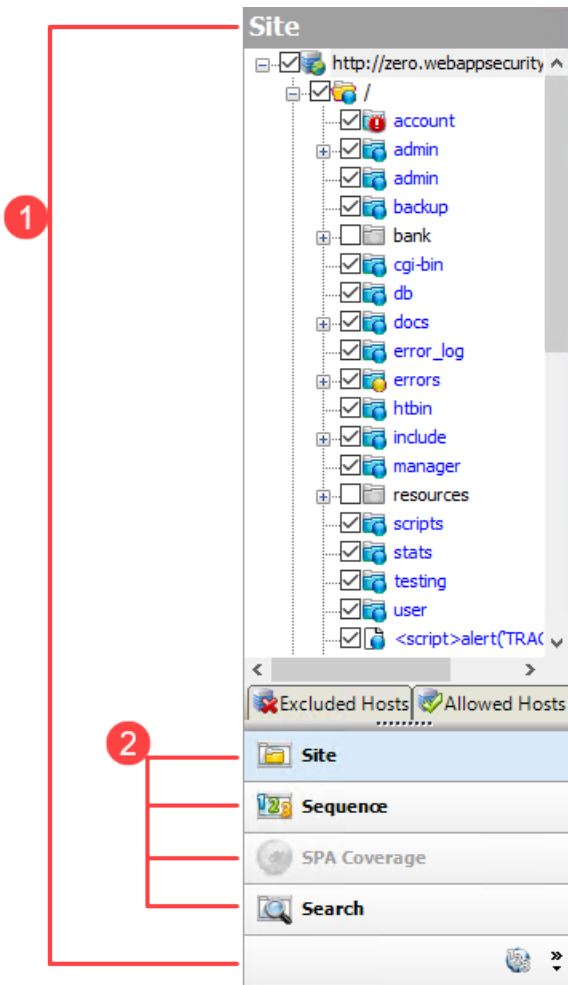 Site
http://zero.webappsecurity
/
account
admin
admin
backup
bank
cgi-bin
db
docs
error_log
errors
htbin
include
manager
resources
scripts
stats
testing
user
<script>alert('TRAC
1
Excluded Hosts Allowed Hosts
2
Site
123 Sequence
SPA Coverage
Search